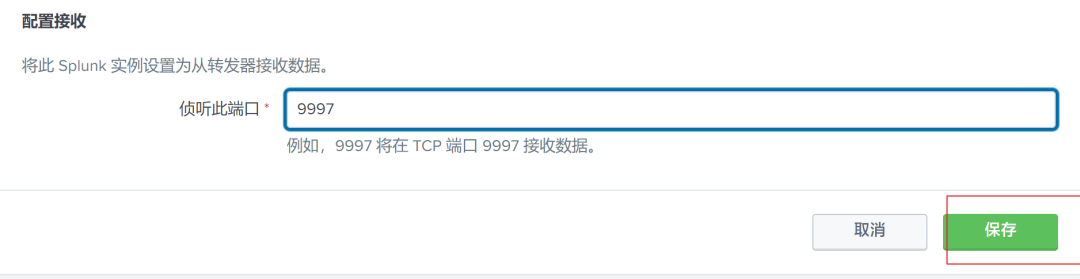 配置接收
将此 Splunk 实例设置为从转发器接收数据。
侦听此端口 * 9997
例如，9997 将在 TCP 端口 9997 接收数据。
取消 保存